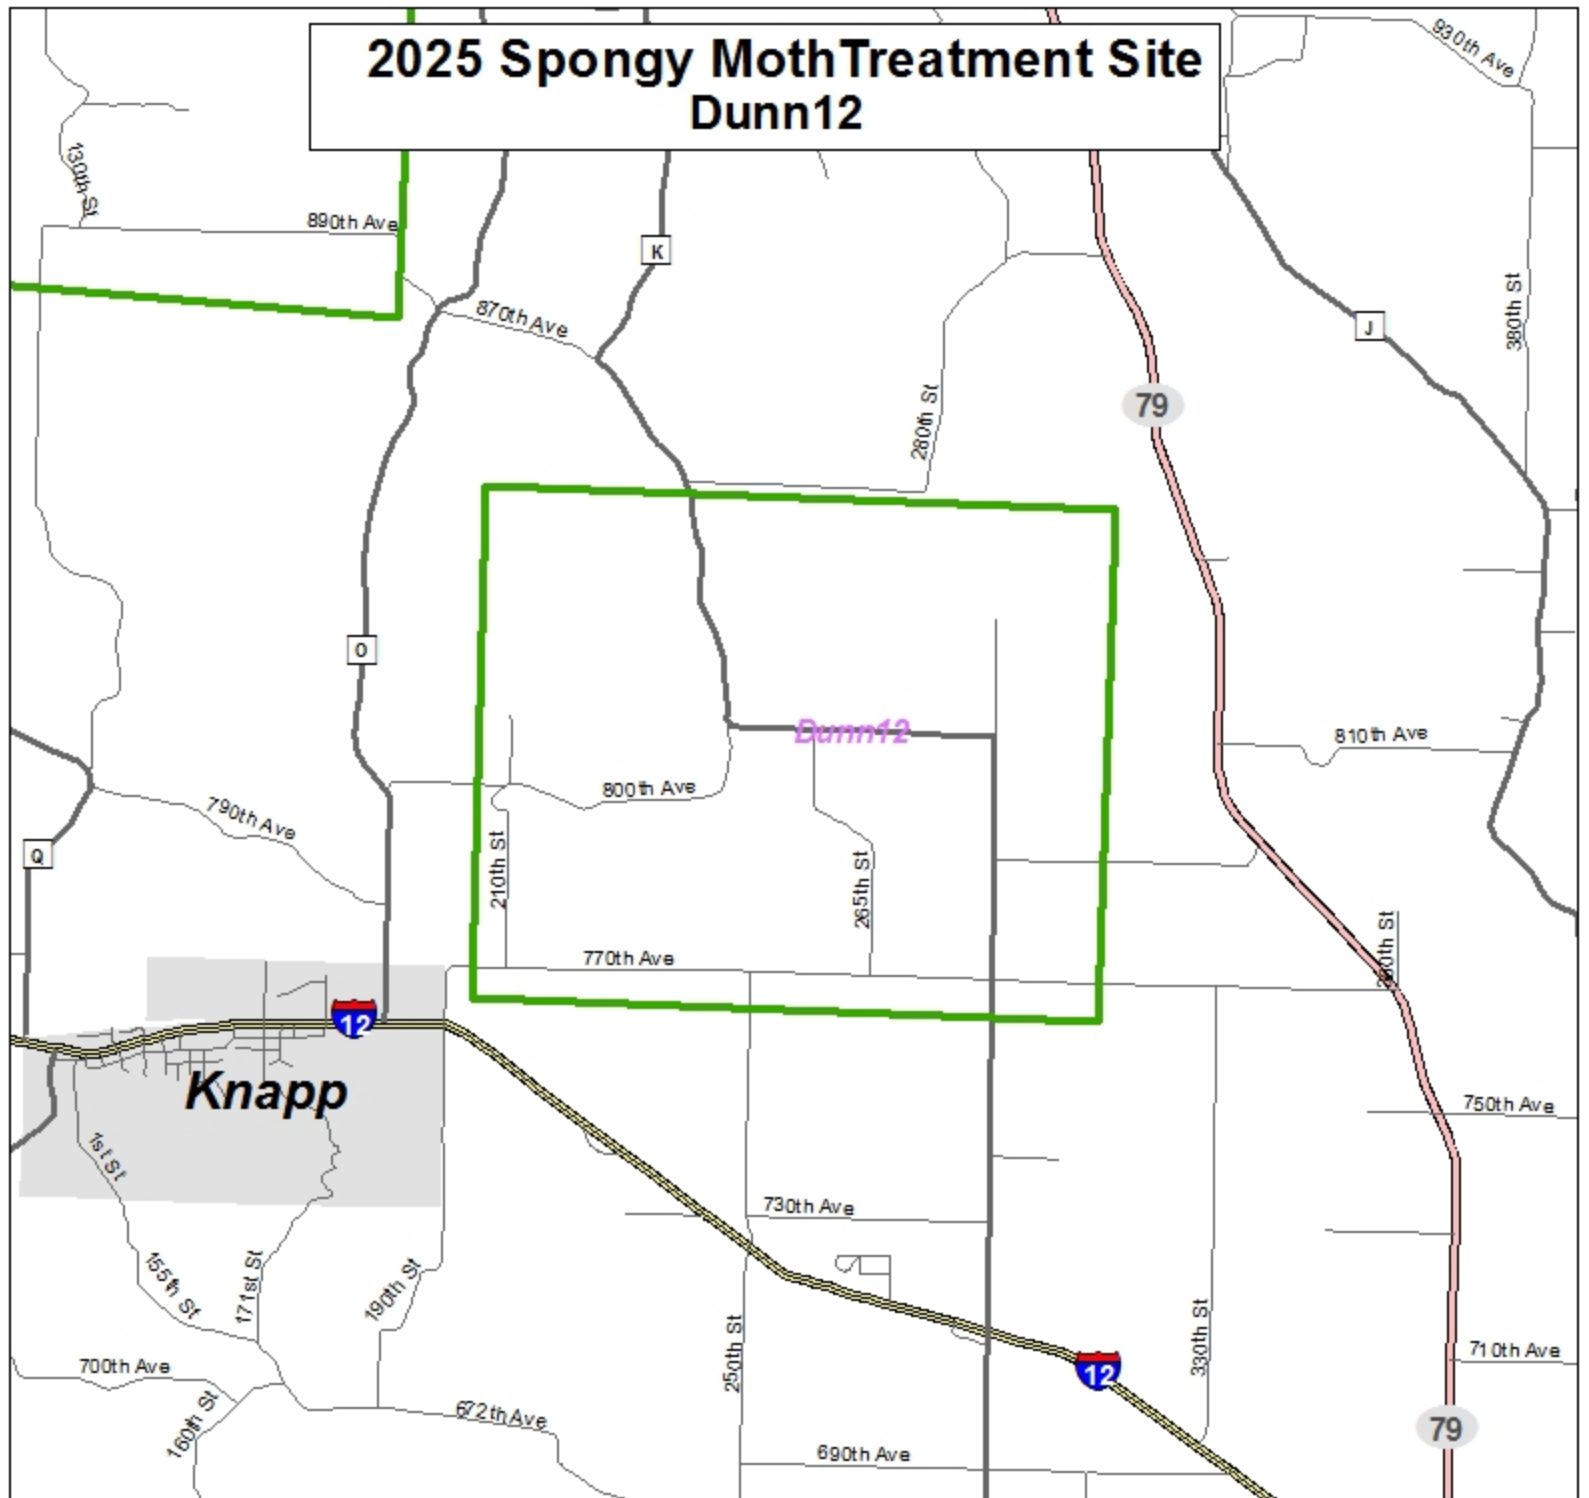 2025 Spongy MothTreatment Site
Dunn12
930th Ave
130th St
890th Ave
K
870th Ave
380th St
J
280th St
79
O
Dunn12
810th Ave
800th Ave
790th Ave
Q
210th St
265th St
770th Ave
12
Knapp
750th Ave
1st St
730th Ave
155th St
171st St
190th St
250th St
330th St
710th Ave
700th Ave
12
160th St
672th Ave
79
690th Ave